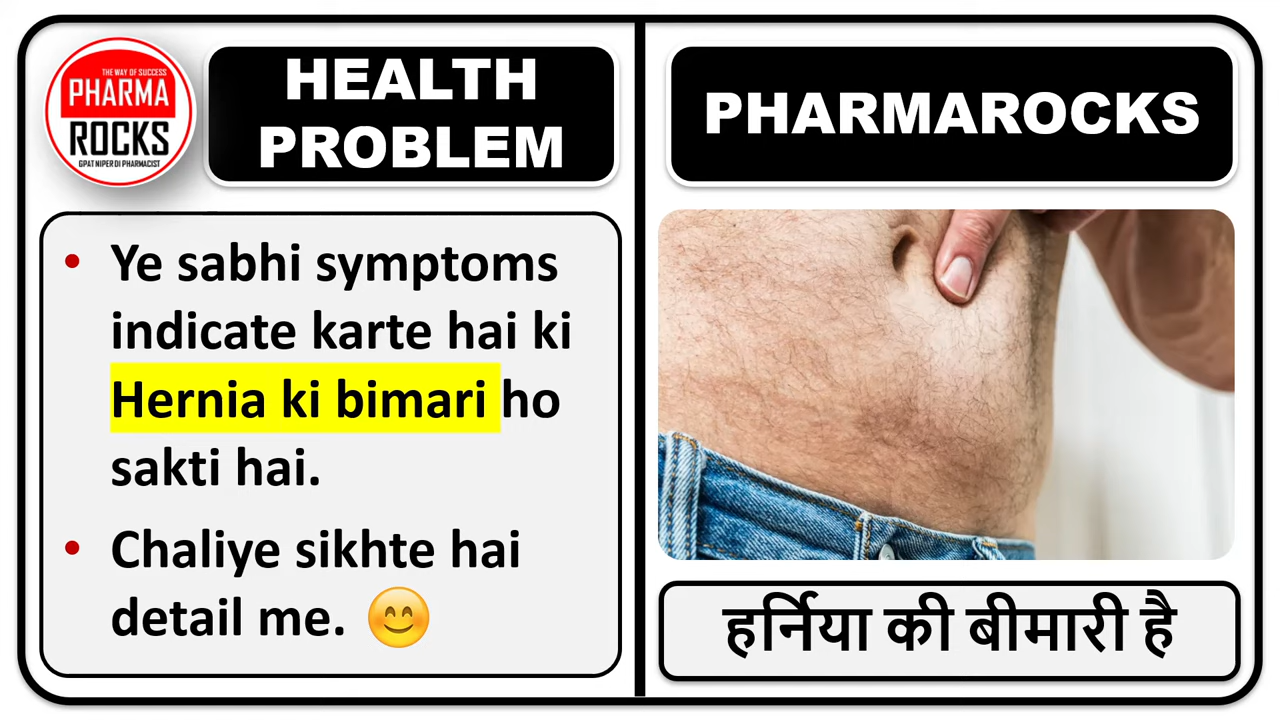 THE WAY OF SUCCESS
PHARMA
ROCKS
GPAT NIPER DI PHARMACIST
HEALTH
PROBLEM
• Ye sabhi symptoms
indicate karte hai ki
Hernia ki bimari ho
sakti hai.
• Chaliye sikhte hai
detail me. 😊
PHARMAROCKS
हर्निया की बीमारी है